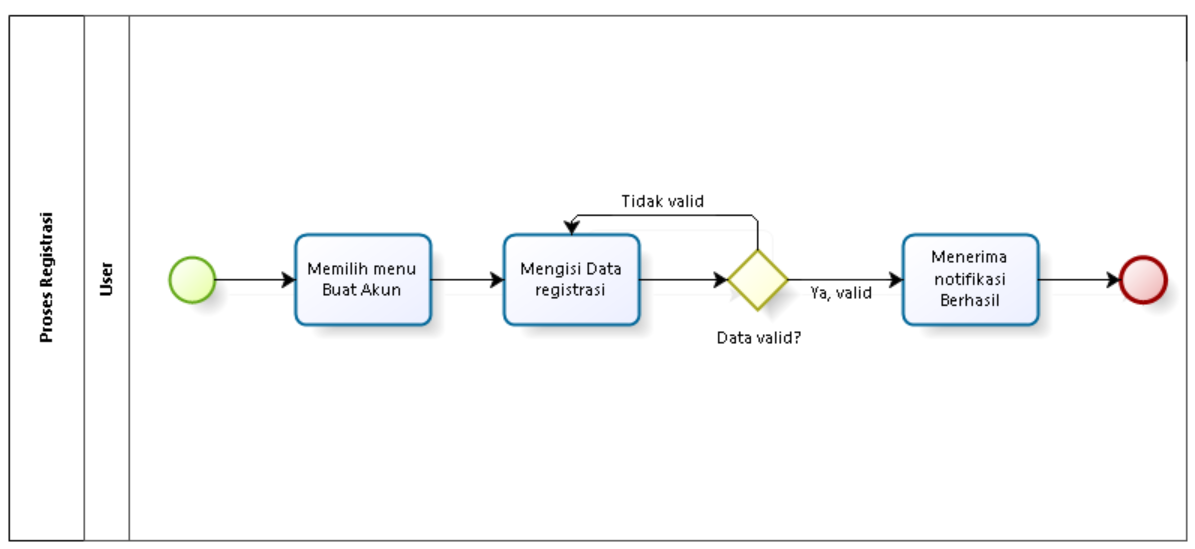 Proses Registrasi
User
Memilih menu
Buat Akun
Mengisi Data
registrasi
Tidak valid
Data valid?
Ya, valid
Menerima
notifikasi
Berhasil